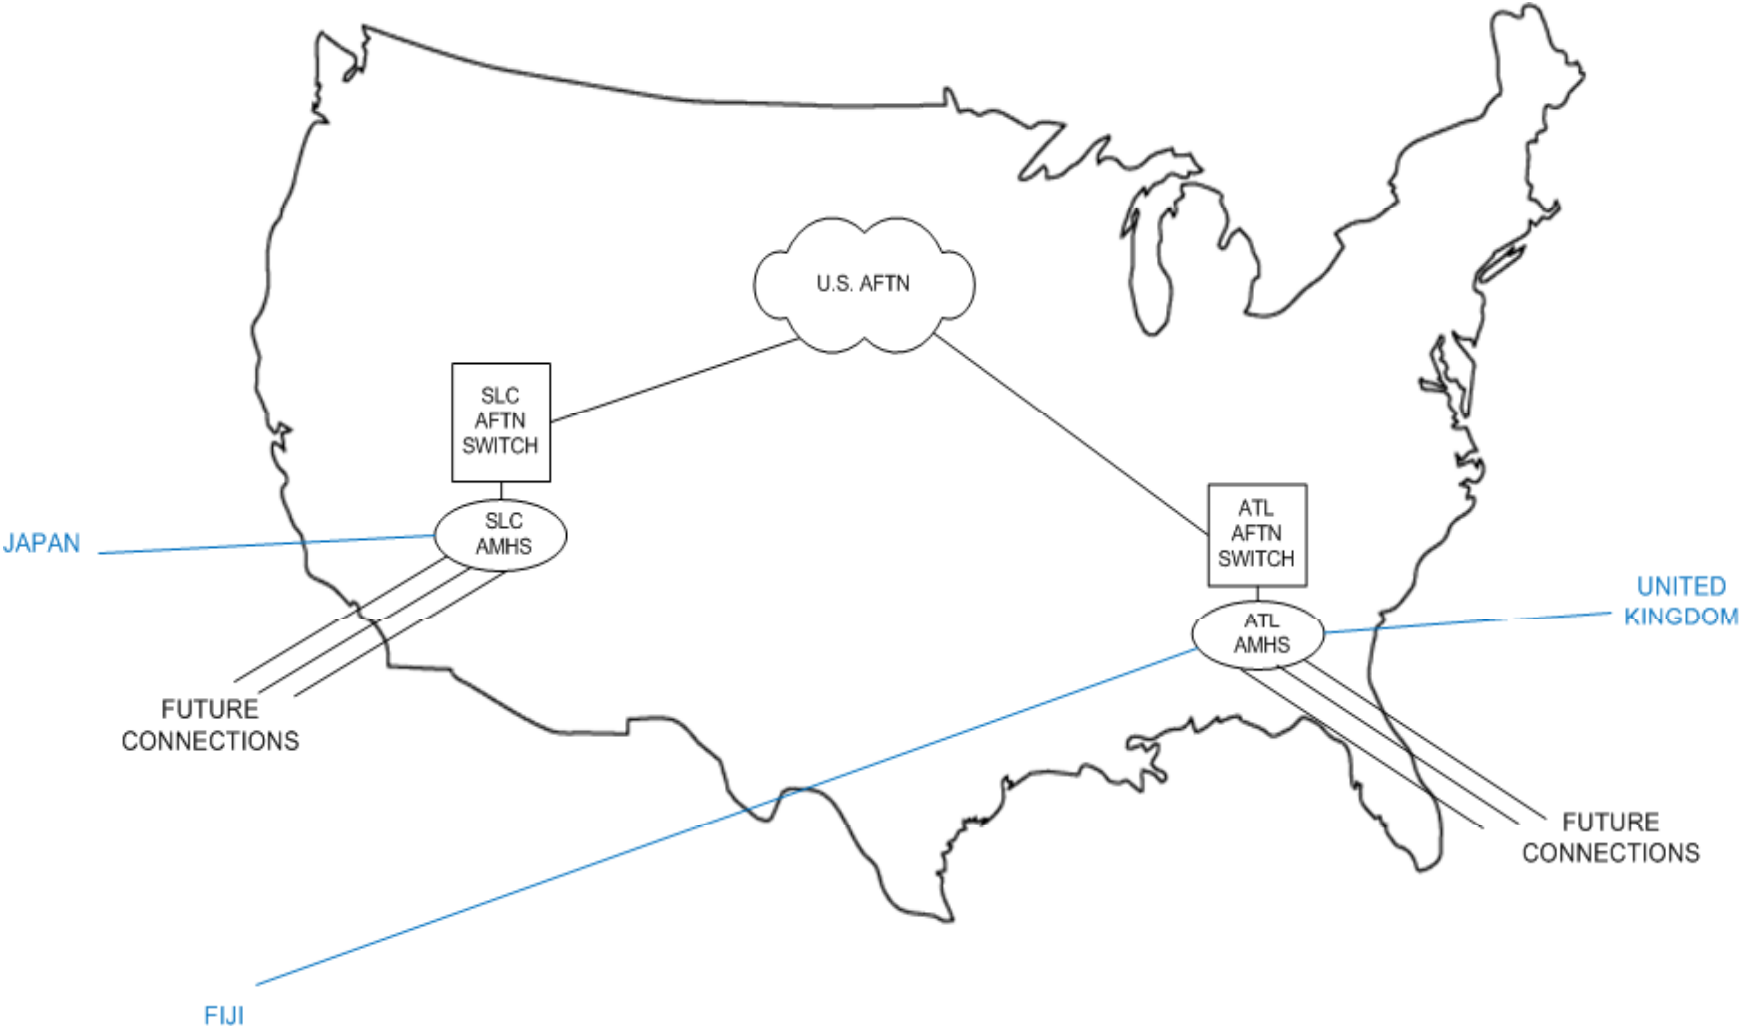 U.S. AFTN
SLC
AFTN
SWITCH
SLC
AMHS
JAPAN
FUTURE
CONNECTIONS
ATL
AFTN
SWITCH
ATL
AMHS
UNITED
KINGDOM
FUTURE
CONNECTIONS
FIJI